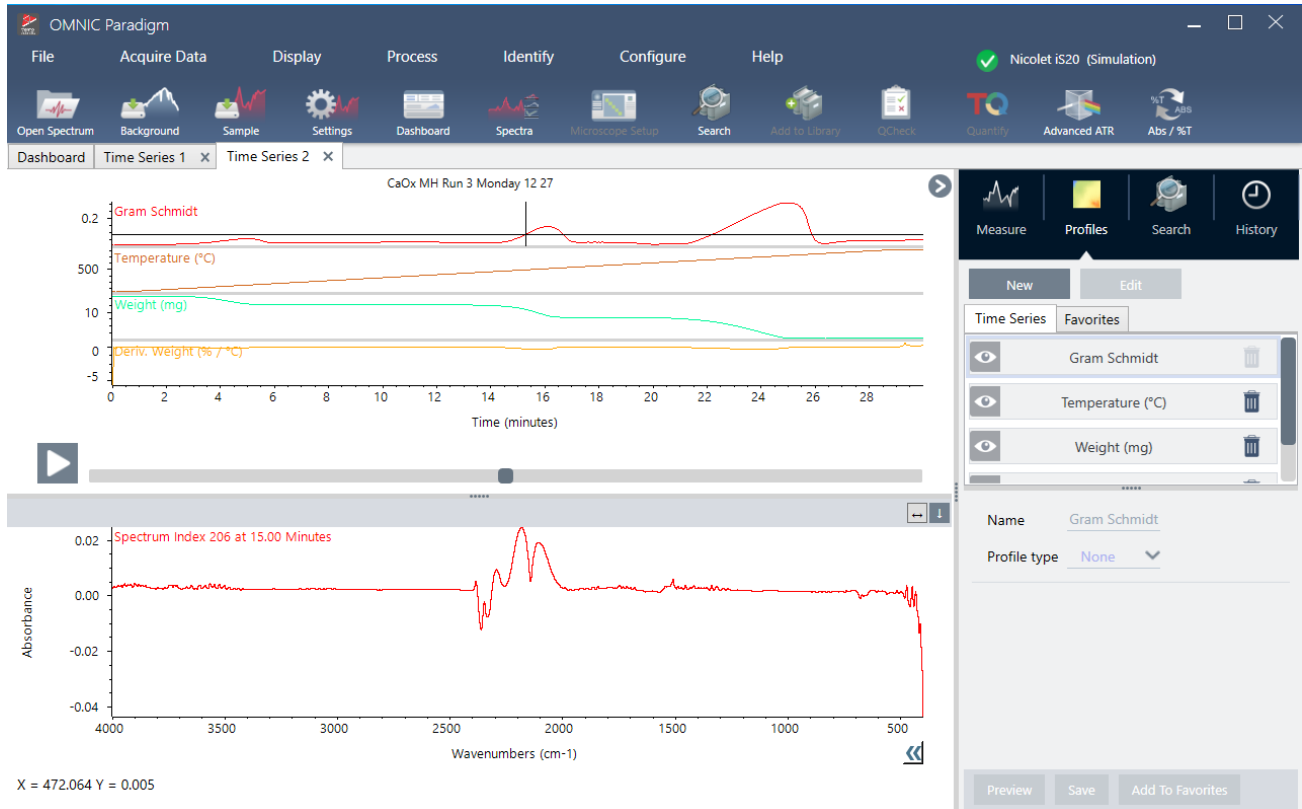 OMNIC Paradigm
File Acquire Data Display Process Identify Configure Help Nicolet iS20 (Simulation)
Open Spectrum Background Sample Settings Dashboard Spectra Microscope Setup Search Add to Library QCheck Quantify Advanced ATR Abs / %T
TQ %T ABS
Dashboard Time Series 1 Time Series 2
CaOx MH Run 3 Monday 12 27
0.2 Gram Schmidt
Temperature (°C)
500
Weight (mg)
10
0 Deriv. Weight (% / °C)
-5
0 2 4 6 8 10 12 14 16 18 20 22 24 26 28
Time (minutes)
0.02 Spectrum Index 206 at 15.00 Minutes
0.00
-0.02
-0.04
Absorbance
4000 3500 3000 2500 2000 1500 1000 500
Wavenumbers (cm-1)
X = 472.064 Y = 0.005
Measure Profiles Search History
New Edit
Time Series Favorites
Gram Schmidt
Temperature (°C)
Weight (mg)
Name Gram Schmidt
Profile type None
Preview Save Add To Favorites